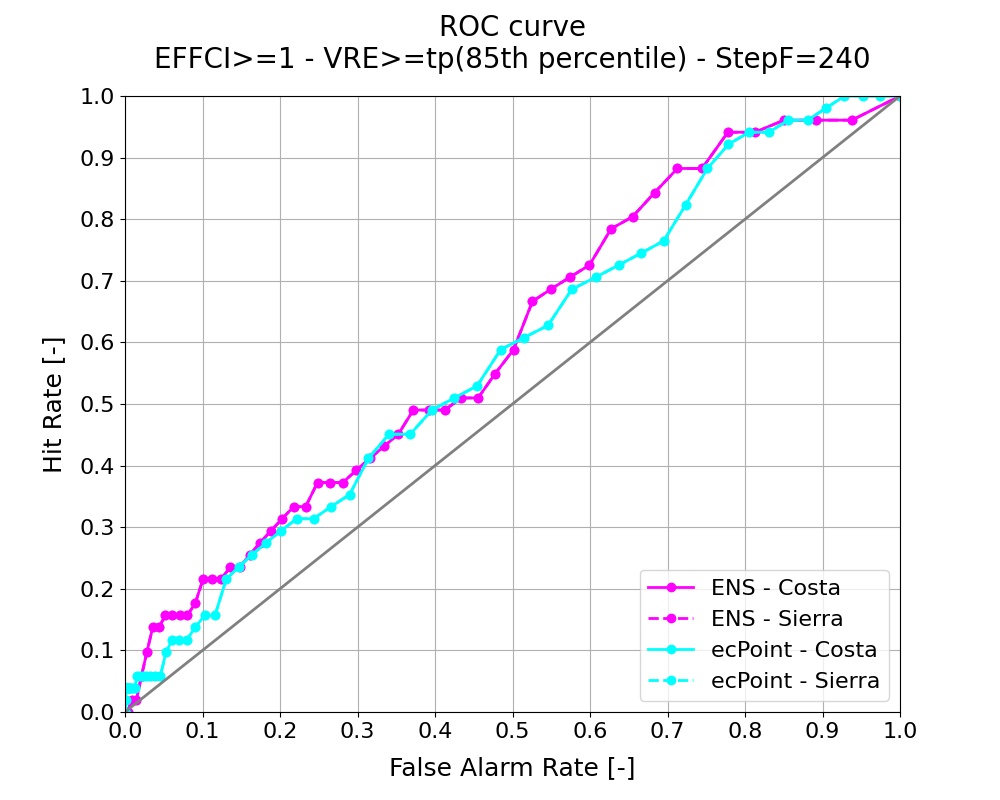 ROC curve
EFFCI>=1 - VRE>=tp(85th percentile) - StepF=240
1.0
0.9
0.8
0.7
0.6
0.5
0.4
0.3
0.2
0.1
0.0
Hit Rate [-]
ENS - Costa
ENS - Sierra
ecPoint - Costa
ecPoint - Sierra
0.0 0.1 0.2 0.3 0.4 0.5 0.6 0.7 0.8 0.9 1.0
False Alarm Rate [-]